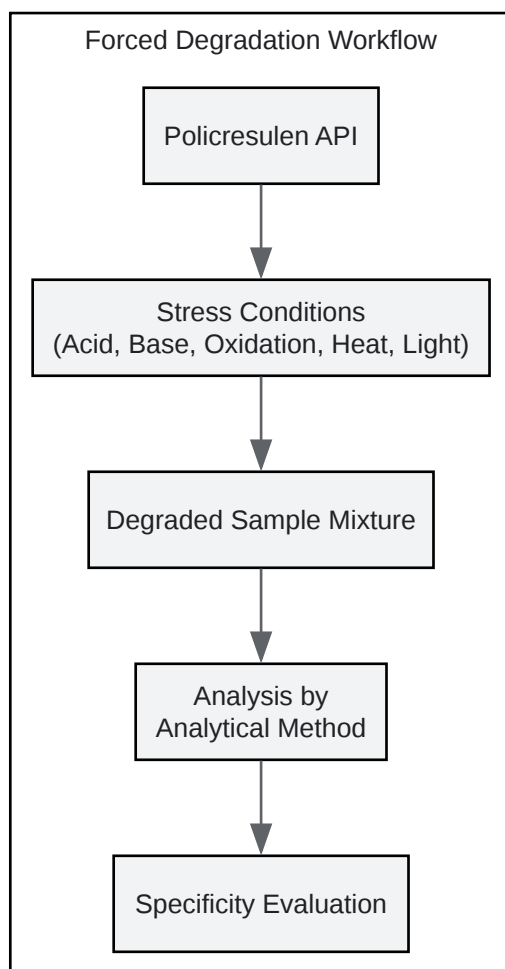 Forced Degradation Workflow
Policresulen API
Stress Conditions
(Acid, Base, Oxidation, Heat, Light)
Degraded Sample Mixture
Analysis by
Analytical Method
Specificity Evaluation